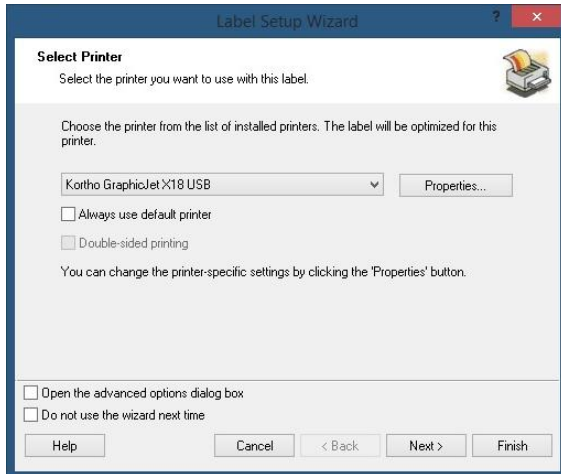 Label Setup Wizard
?
Select Printer
Select the printer you want to use with this label.
Choose the printer from the list of installed printers. The label will be optimized for this
printer.
Kortho GraphicJet X18 USB
Properties...
Always use default printer
Double-sided printing
You can change the printer-specific settings by clicking the 'Properties' button.
Open the advanced options dialog box
Do not use the wizard next time
Help
Cancel
< Back
Next >
Finish